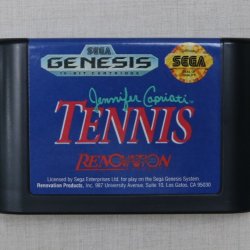 SEGA
GENESIS
16-BIT CARTRIDGE
SEGA
Jennifer Capriati
TENNIS
RENOVATION
Licensed by Sega Enterprises Ltd. for play on the Sega Genesis System.
Renovation Products, Inc. 987 University Avenue, Suite 10, Los Gatos, CA 95030